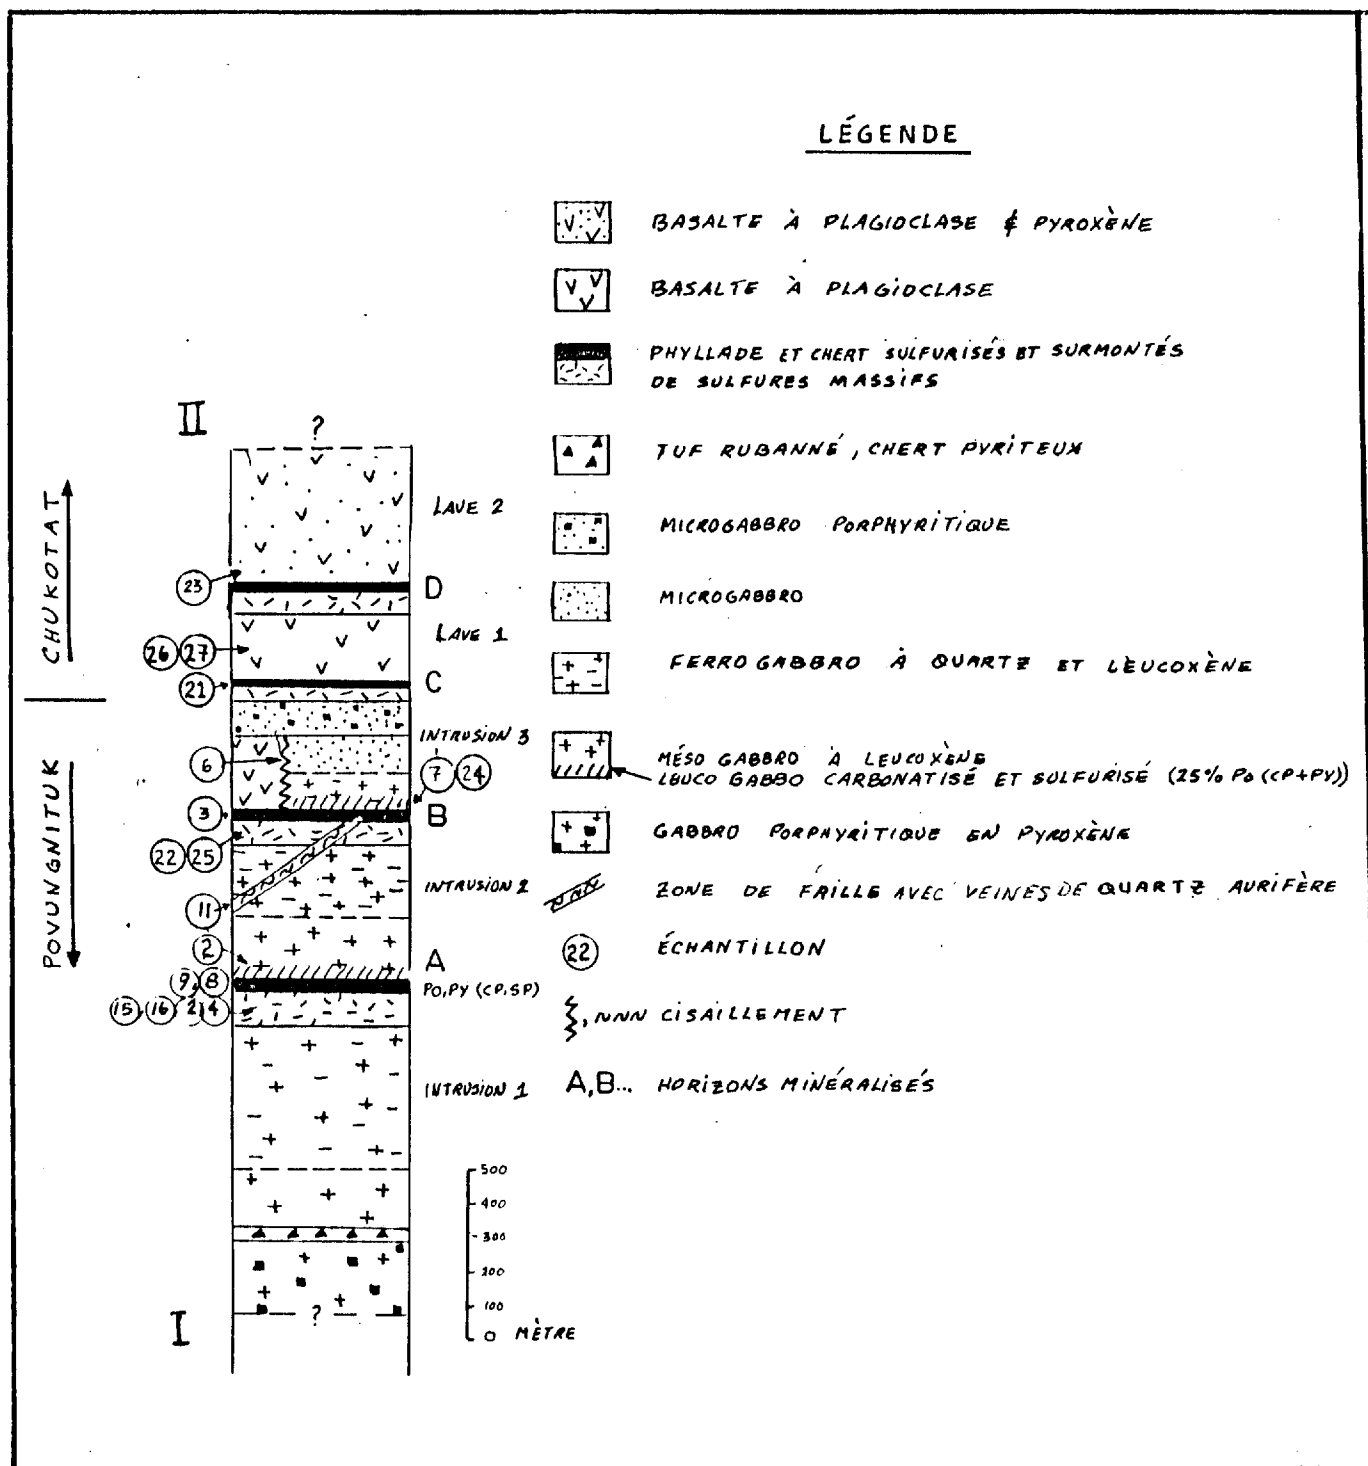 LÉGENDE
BASALTE À PLAGIOCLASE & PYROXÈNE
BASALTE À PLAGIOCLASE
PHYLLADE ET CHERT SULFURISÉS ET SURMONTÉS
DE SULFURES MASSIFS
TUF RUBANNÉ, CHERT PYRITEUX
MICROGABBRO PORPHYRITIQUE
MICROGABBRO
FERROGABBRO À QUARTZ ET LEUCOXÈNE
MÉSO GABBRO À LEUCOXÈNE
LEUCO GABBO CARBONATISÉ ET SULFURISÉ (25% PO (CP+PY))
GABBRO PORPHYRITIQUE EN PYROXÈNE
ZONE DE FAILLE AVEC VEINES DE QUARTZ AURIFÈRE
22 ÉCHANTILLON
, CISAILLEMENT
A,B... HORIZONS MINÉRALISÉS
II
?
CHUKOTAT
POVUNGNITUK
LAVE 2
23
D
LAVE 1
26 27
21
C
INTRUSION 3
6
7 24
3
B
22 25
INTRUSION 2
11
2
A
9 8
PO,PY (CP,SP)
15 16 2 4
INTRUSION 1
500
400
300
200
100
0 MÈTRE
?
I